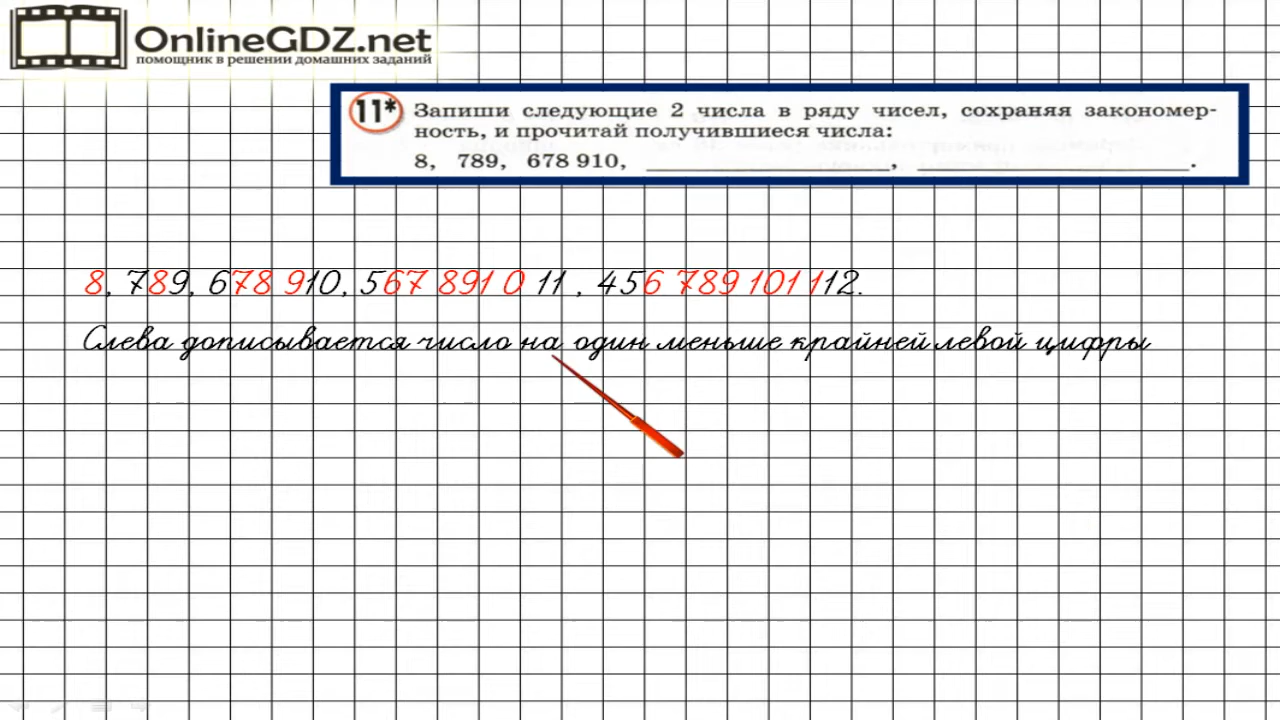 OnlineGDZ.net
помощник в решении домашних заданий
11* Запиши следующие 2 числа в ряду чисел, сохраняя закономер-
ность, и прочитай получившиеся числа:
8, 789, 678 910, ____________, ____________.
8, 789, 678 910, 567 891 0 11 , 456 789 101 112.
Слева дописывается число на один меньше крайней левой цифры